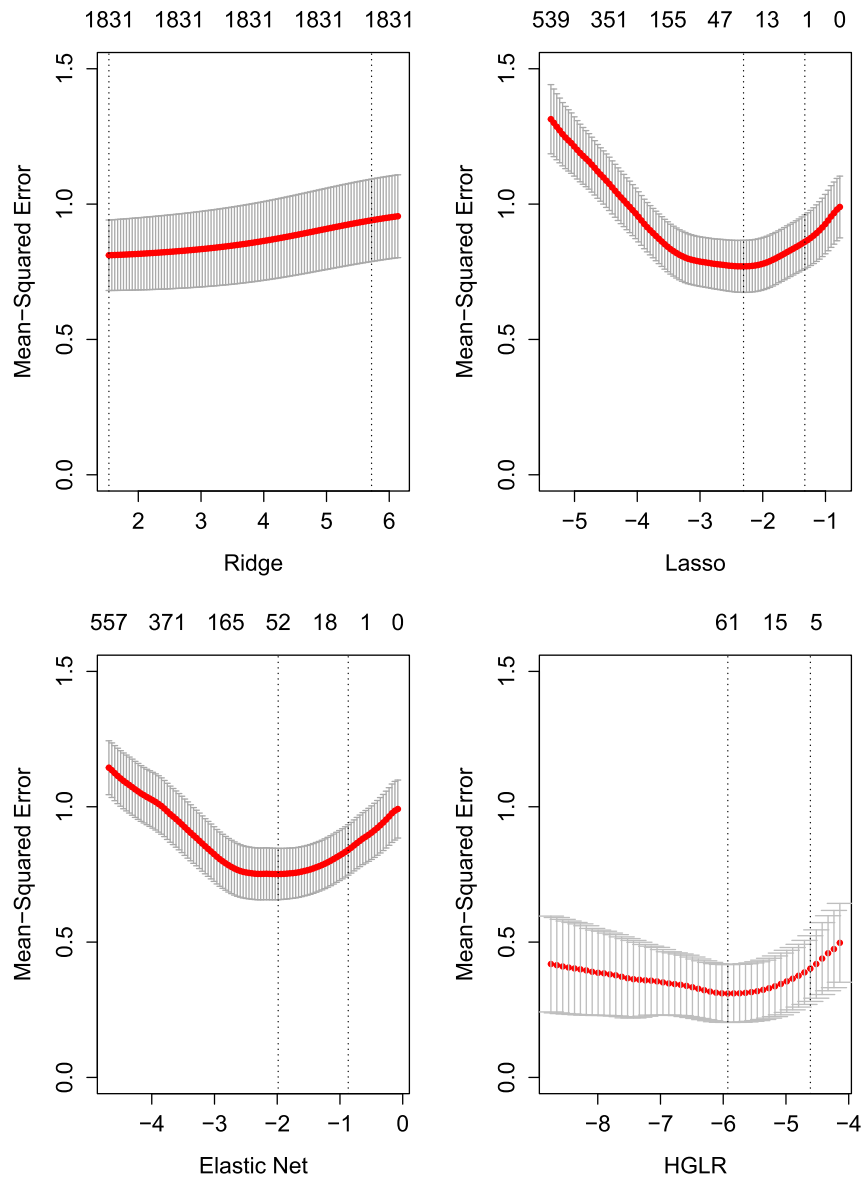 1831 1831 1831 1831 1831
Mean−Squared Error
0.0 0.5 1.0 1.5
2 3 4 5 6
Ridge
539 351 155 47 13 1 0
Mean−Squared Error
0.0 0.5 1.0 1.5
−5 −4 −3 −2 −1
Lasso
557 371 165 52 18 1 0
Mean−Squared Error
0.0 0.5 1.0 1.5
−4 −3 −2 −1 0
Elastic Net
61 15 5
Mean−Squared Error
0.0 0.5 1.0 1.5
−8 −7 −6 −5 −4
HGLR